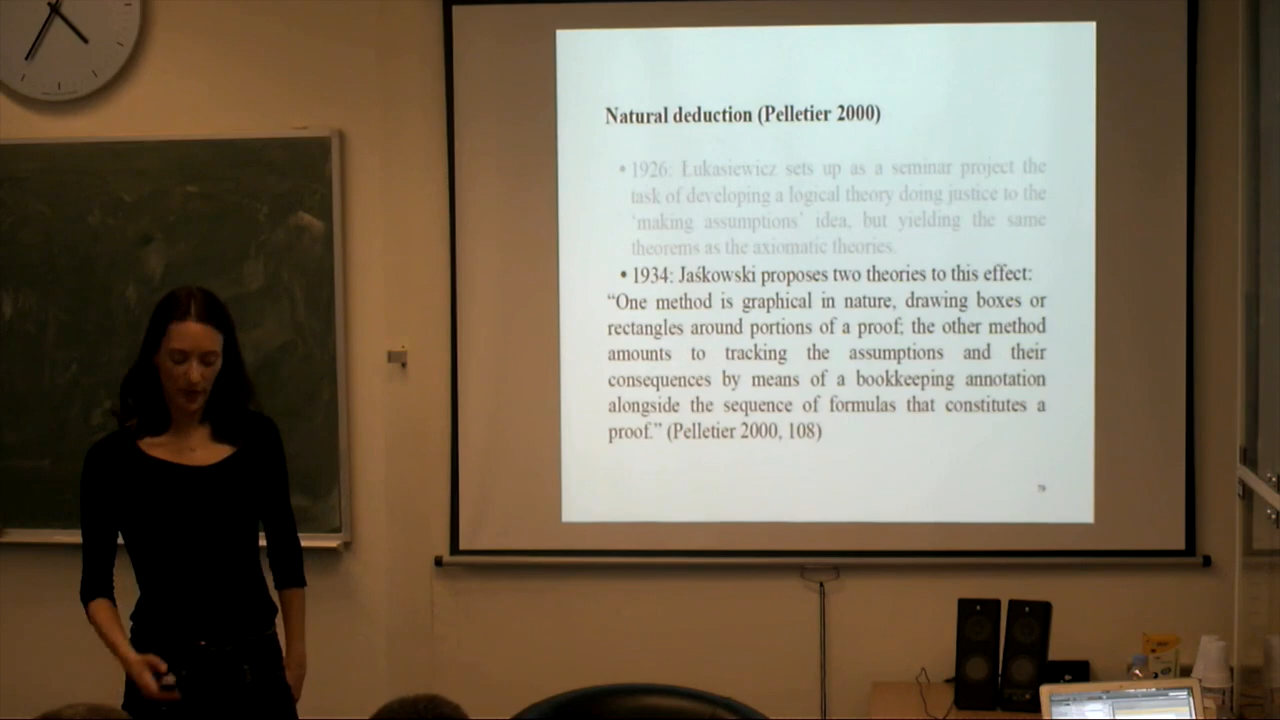 Natural deduction (Pelletier 2000)
• 1926: Łukasiewicz sets up as a seminar project the
task of developing a logical theory doing justice to the
‘making assumptions’ idea, but yielding the same
theorems as the axiomatic theories.
• 1934: Jaśkowski proposes two theories to this effect:
“One method is graphical in nature, drawing boxes or
rectangles around portions of a proof; the other method
amounts to tracking the assumptions and their
consequences by means of a bookkeeping annotation
alongside the sequence of formulas that constitutes a
proof.” (Pelletier 2000, 108)
79